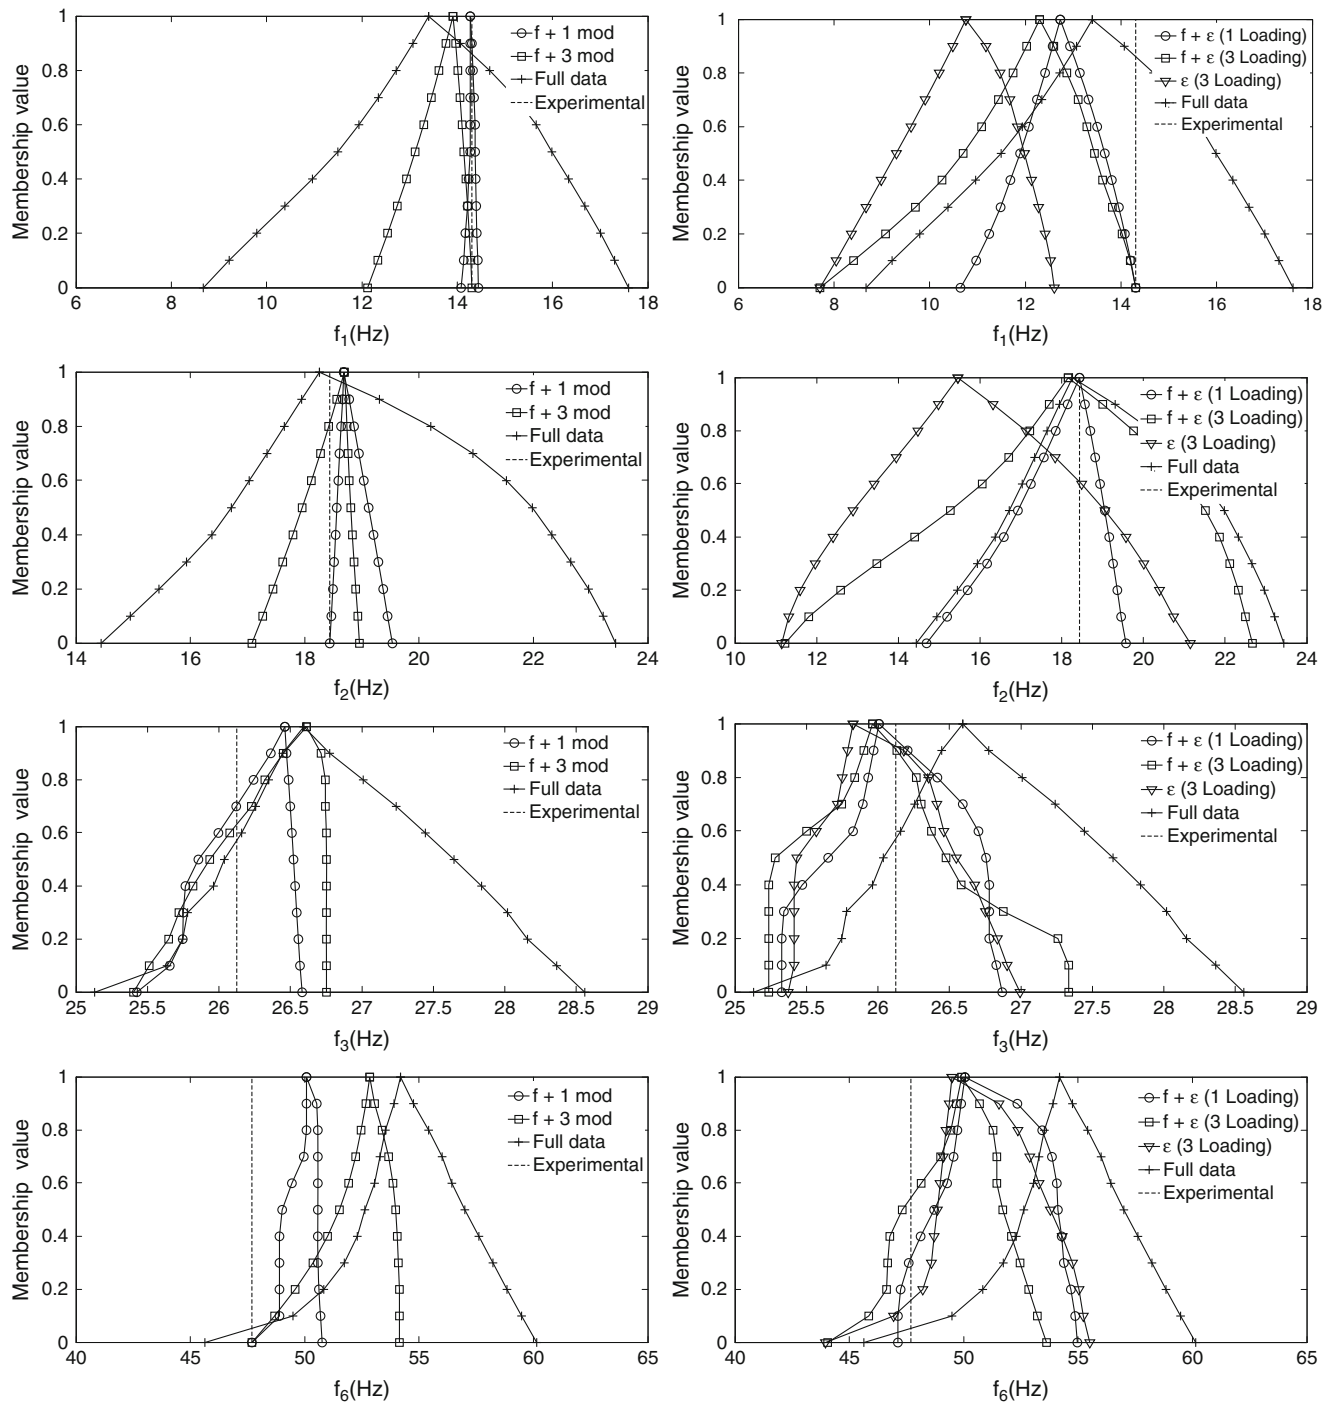 Membership value
1
0.8
0.6
0.4
0.2
0
6 8 10 12 14 16 18
f1(Hz)
f + 1 mod
f + 3 mod
Full data
Experimental
Membership value
1
0.8
0.6
0.4
0.2
0
6 8 10 12 14 16 18
f1(Hz)
f + ε (1 Loading)
f + ε (3 Loading)
ε (3 Loading)
Full data
Experimental
Membership value
1
0.8
0.6
0.4
0.2
0
14 16 18 20 22 24
f2(Hz)
f + 1 mod
f + 3 mod
Full data
Experimental
Membership value
1
0.8
0.6
0.4
0.2
0
10 12 14 16 18 20 22 24
f2(Hz)
f + ε (1 Loading)
f + ε (3 Loading)
ε (3 Loading)
Full data
Experimental
Membership value
1
0.8
0.6
0.4
0.2
0
25 25.5 26 26.5 27 27.5 28 28.5 29
f3(Hz)
f + 1 mod
f + 3 mod
Full data
Experimental
Membership value
1
0.8
0.6
0.4
0.2
0
25 25.5 26 26.5 27 27.5 28 28.5 29
f3(Hz)
f + ε (1 Loading)
f + ε (3 Loading)
ε (3 Loading)
Full data
Experimental
Membership value
1
0.8
0.6
0.4
0.2
0
40 45 50 55 60 65
f6(Hz)
f + 1 mod
f + 3 mod
Full data
Experimental
Membership value
1
0.8
0.6
0.4
0.2
0
40 45 50 55 60 65
f6(Hz)
f + ε (1 Loading)
f + ε (3 Loading)
ε (3 Loading)
Full data
Experimental